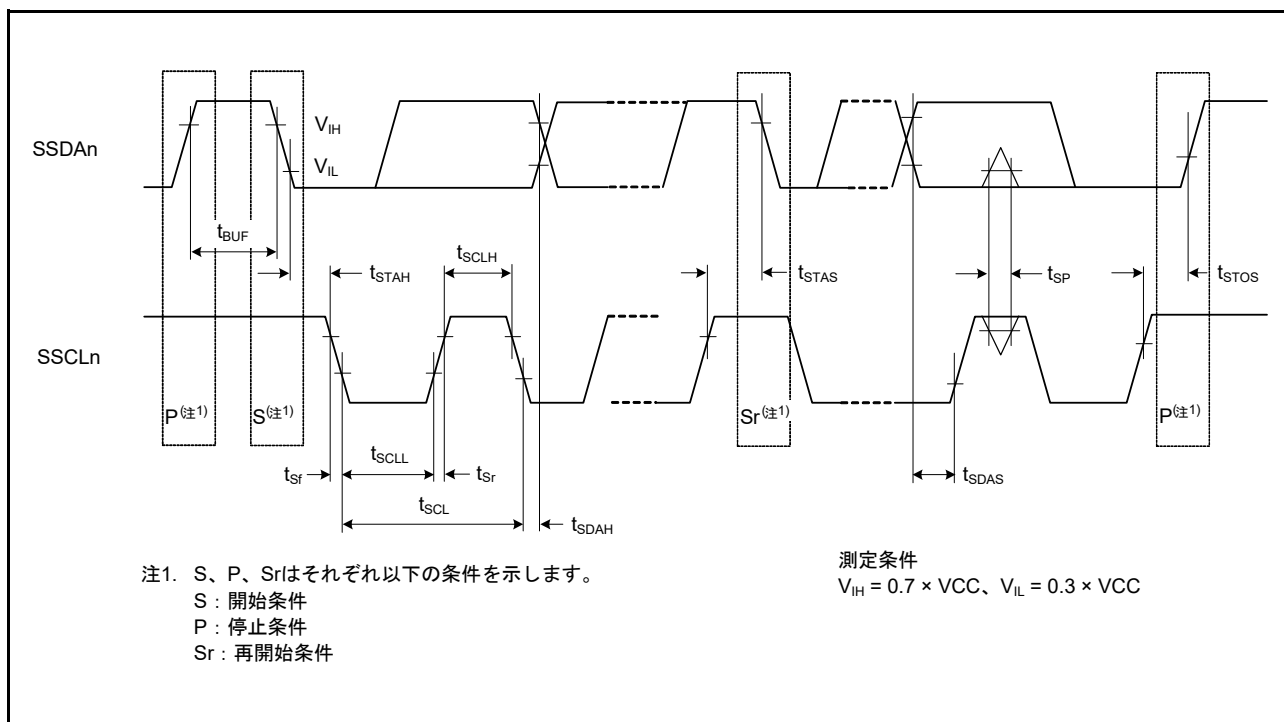 SSDAn
V_IH
V_IL
t_BUF
t_STAH
t_SCLH
t_STAS
t_SP
t_STOS
SSCLn
P(注1)
S(注1)
Sr(注1)
P(注1)
t_Sf
t_SCLL
t_Sr
t_SDAS
t_SCL
t_SDAH
注1. S、P、Srはそれぞれ以下の条件を示します。
S：開始条件
P：停止条件
Sr：再開始条件
測定条件
V_IH = 0.7 × VCC、V_IL = 0.3 × VCC